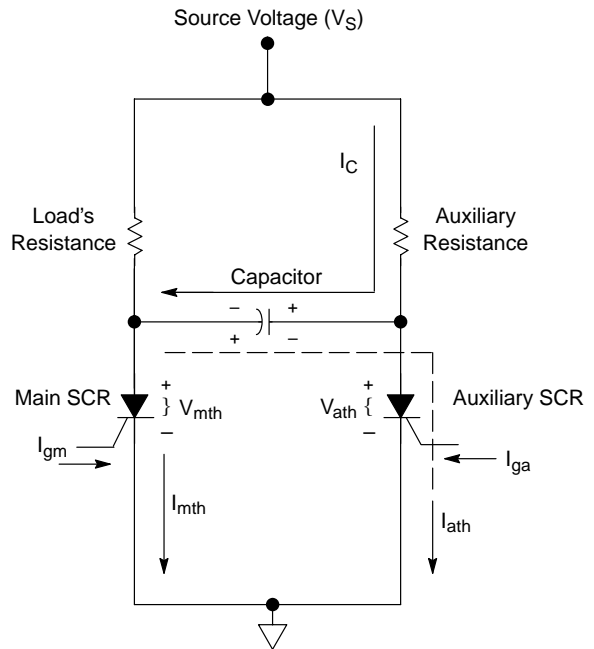 Source Voltage (VS)
IC
Load's
Resistance
Auxiliary
Resistance
Capacitor
− +
+ −
Main SCR
+
} Vmth
−
Vath
+
{
−
Auxiliary SCR
Igm
Iga
Imth
Iath